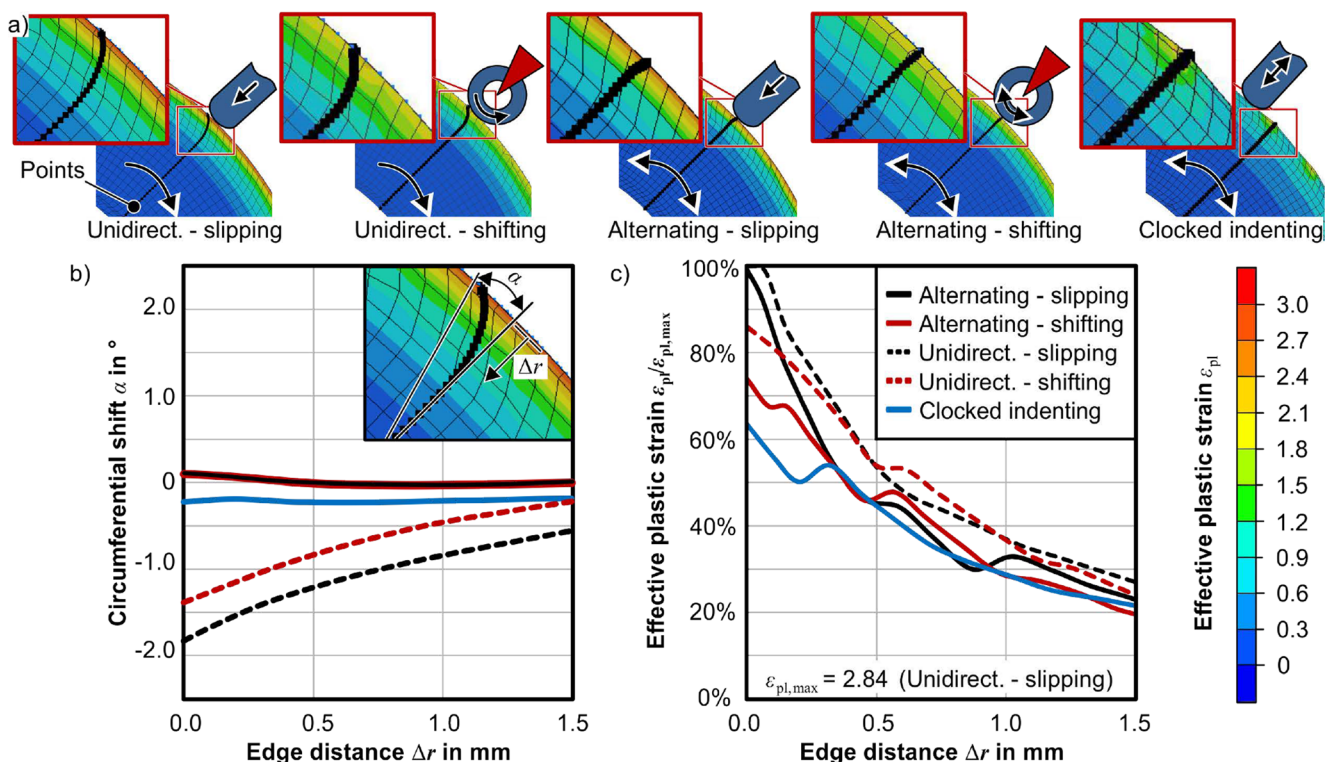 a)
Points
Unidirect. - slipping
Unidirect. - shifting
Alternating - slipping
Alternating - shifting
Clocked indenting
b)
Circumferential shift α in °
2.0
1.0
0
-1.0
-2.0
0.0
0.5
1.0
1.5
Edge distance Δr in mm
α
Δr
c)
Effective plastic strain ε_pl/ε_pl,max
100%
80%
60%
40%
20%
0%
0.0
0.5
1.0
1.5
Edge distance Δr in mm
Alternating - slipping
Alternating - shifting
Unidirect. - slipping
Unidirect. - shifting
Clocked indenting
ε_pl,max = 2.84 (Unidirect. - slipping)
Effective plastic strain ε_pl
3.0
2.7
2.4
2.1
1.8
1.5
1.2
0.9
0.6
0.3
0